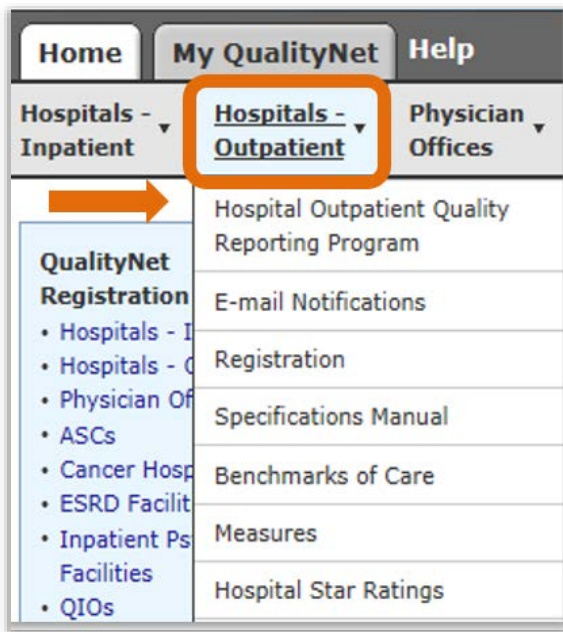 Home My QualityNet Help
Hospitals - Inpatient
Hospitals - Outpatient
Physician Offices
Hospital Outpatient Quality
Reporting Program
E-mail Notifications
Registration
Specifications Manual
Benchmarks of Care
Measures
Hospital Star Ratings
QualityNet
Registration
• Hospitals - I
• Hospitals - 
• Physician Of
• ASCs
• Cancer Hosp
• ESRD Facilit
• Inpatient Ps
Facilities
• QIOs